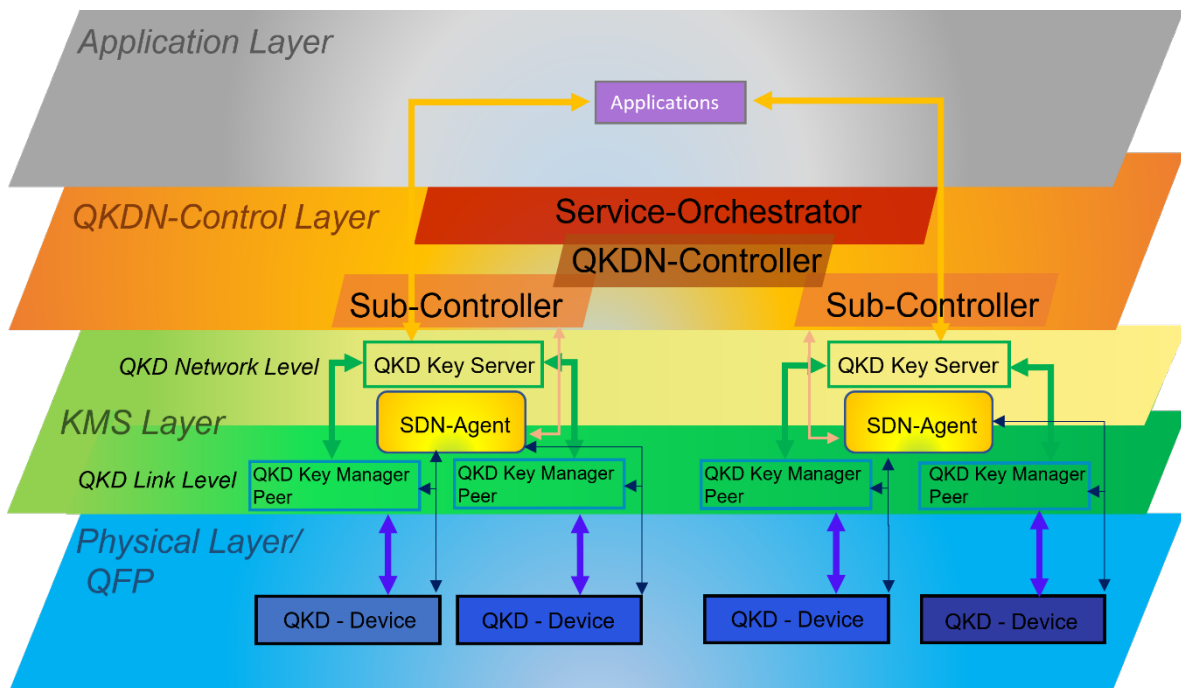 Application Layer
Applications
QKDN-Control Layer
Service-Orchestrator
QKDN-Controller
Sub-Controller
Sub-Controller
QKD Network Level
QKD Key Server
QKD Key Server
KMS Layer
SDN-Agent
SDN-Agent
QKD Link Level
QKD Key Manager
Peer
QKD Key Manager
Peer
QKD Key Manager
Peer
QKD Key Manager
Peer
Physical Layer/
QFP
QKD - Device
QKD - Device
QKD - Device
QKD - Device